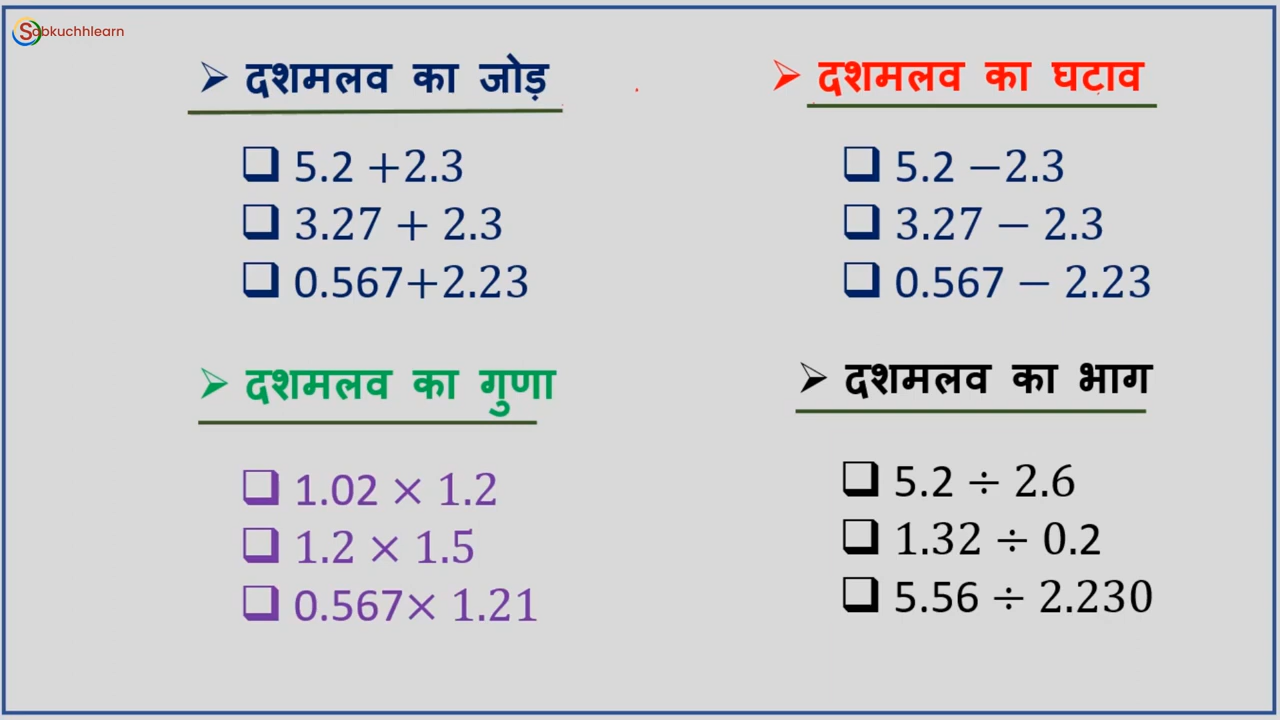 Sabkuchhlearn
➢ दशमलव का जोड़
❑ 5.2 +2.3
❑ 3.27 + 2.3
❑ 0.567+2.23
➢ दशमलव का घटाव
❑ 5.2 −2.3
❑ 3.27 − 2.3
❑ 0.567 − 2.23
➢ दशमलव का गुणा
❑ 1.02 × 1.2
❑ 1.2 × 1.5
❑ 0.567× 1.21
➢ दशमलव का भाग
❑ 5.2 ÷ 2.6
❑ 1.32 ÷ 0.2
❑ 5.56 ÷ 2.230